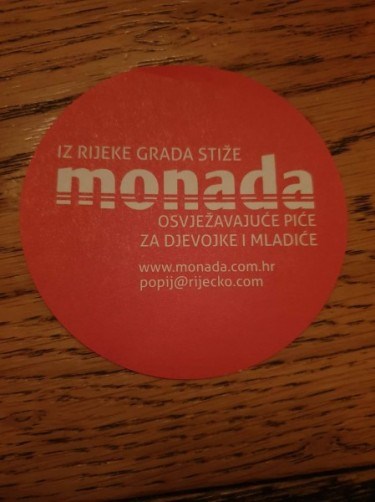 IZ RIJEKE GRADA STIŽE
monada
OSVJEŽAVAJUĆE PIĆE
ZA DJEVOJKE I MLADIĆE
www.monada.com.hr
popij@rijecko.com